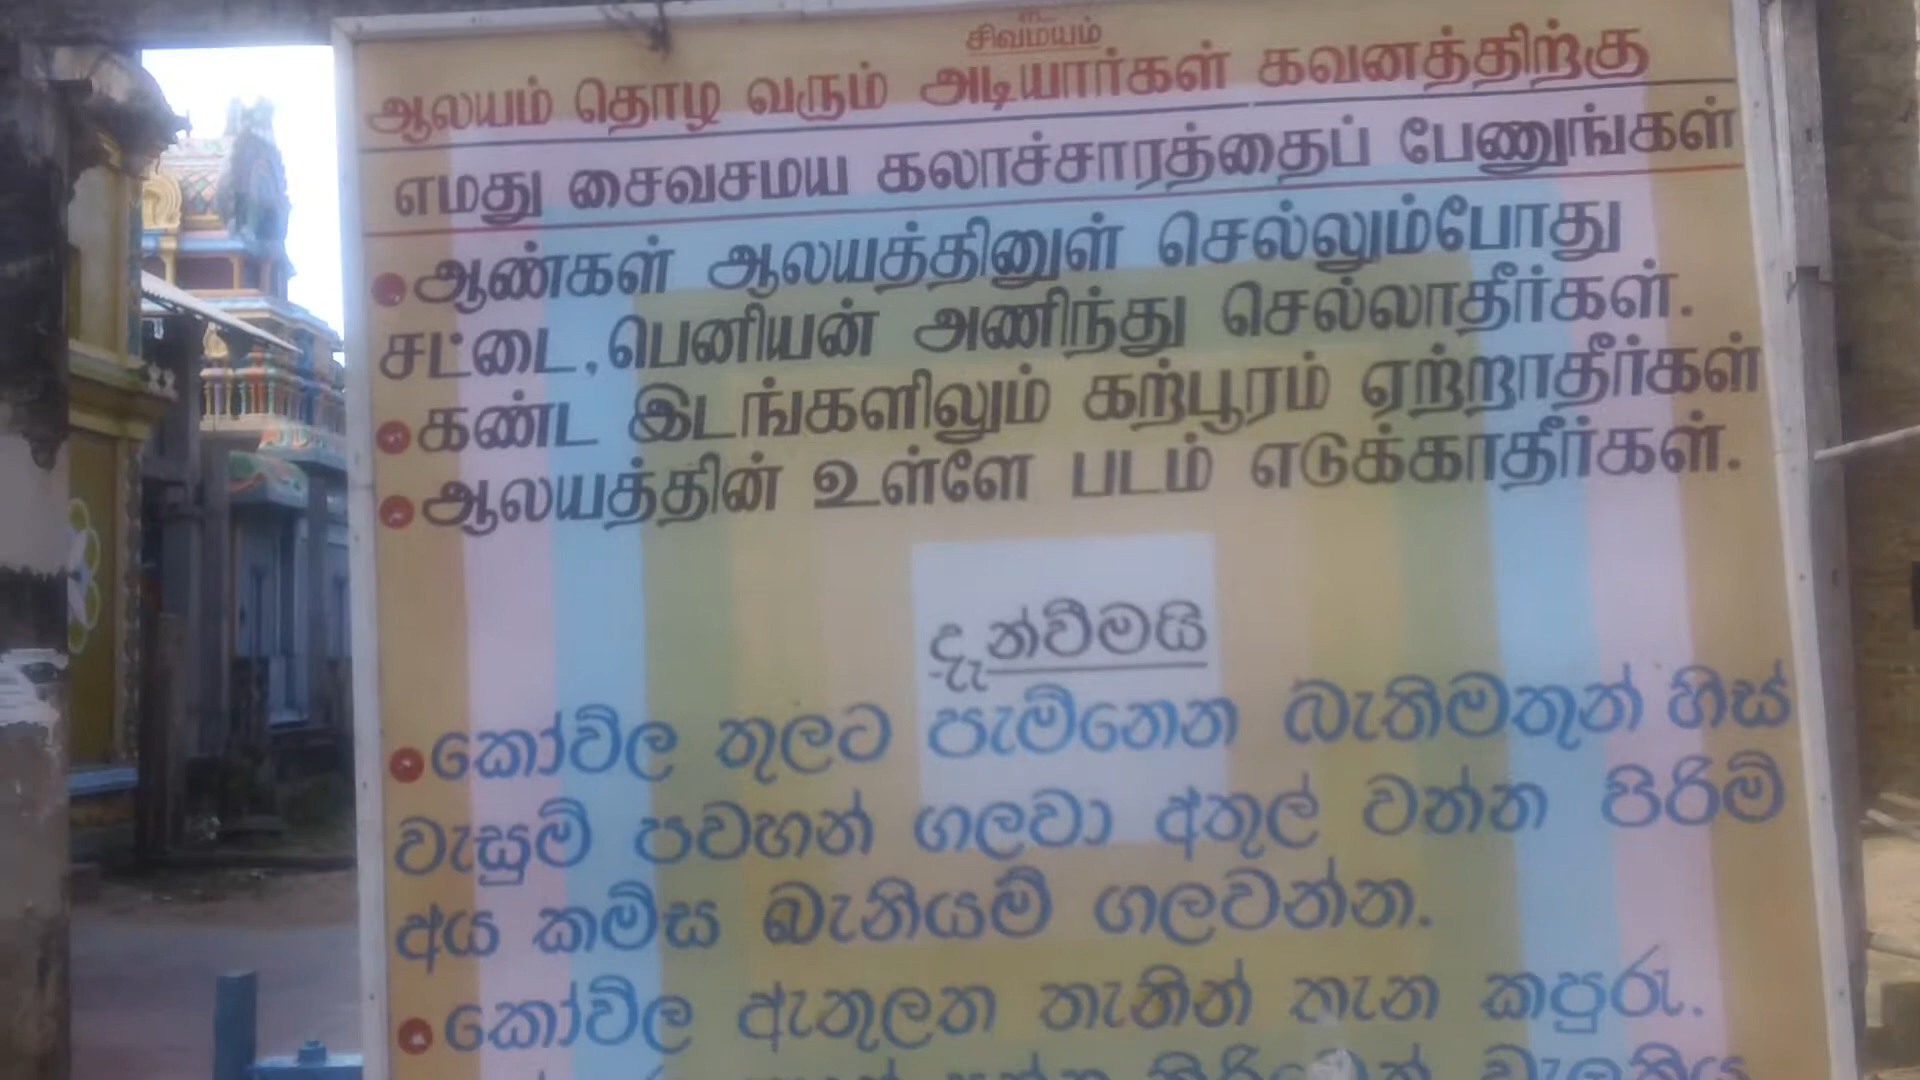 சிவமயம்
ஆலயம் தொழ வரும் அடியார்கள் கவனத்திற்கு
எமது சைவசமய கலாச்சாரத்தைப் பேணுங்கள்
ஆண்கள் ஆலயத்தினுள் செல்லும்போது
சட்டை, பெனியன் அணிந்து செல்லாதீர்கள்.
கண்ட இடங்களிலும் கற்பூரம் ஏற்றாதீர்கள்
ஆலயத்தின் உள்ளே படம் எடுக்காதீர்கள்.
දැන්වීමයි
කෝවිල තුලට පැමිනෙන බැතිමතුන් හිස්
වැසුම් පවහන් ගලවා අතුල් වන්න පිරිමි
අය කමිස බැනියම් ගලවන්න.
කෝවිල ඇතුලත තැනින් තැන කපුරු.